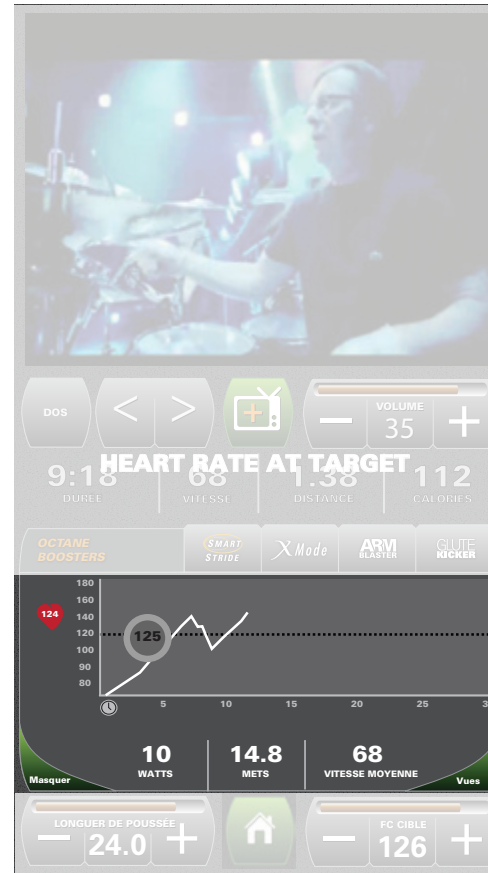 DOS < >
VOLUME
35
HEART RATE AT TARGET
9:18 68 1.38 112
DURÉE VITESSE DISTANCE CALORIES
OCTANE
BOOSTERS
SMART
STRIDE
X Mode
ARM
BLASTER
GLUTE
KICKER
180
160
140
120
100
90
80
124
125
5 10 15 20 25 3
10 14.8 68
WATTS METS VITESSE MOYENNE
Masquer Vues
LONGUER DE POUSSÉE
24.0
FC CIBLE
126